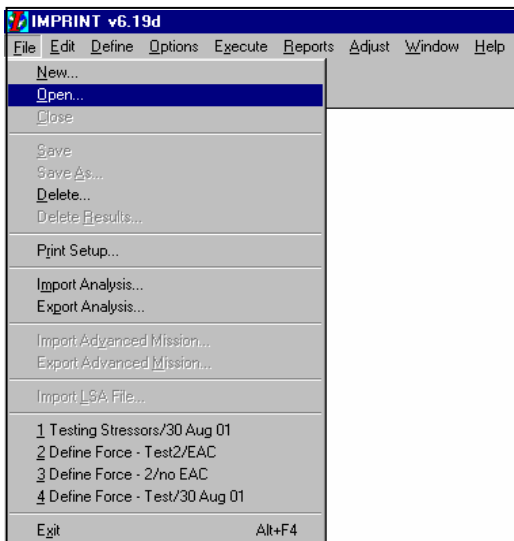 IMPRINT v6.19d
File Edit Define Options Execute Reports Adjust Window Help
New...
Open...
Close
Save
Save As...
Delete...
Delete Results...
Print Setup...
Import Analysis...
Export Analysis...
Import Advanced Mission...
Export Advanced Mission...
Import LSA File...
1 Testing Stressors/30 Aug 01
2 Define Force - Test2/EAC
3 Define Force - 2/no EAC
4 Define Force - Test/30 Aug 01
Exit Alt+F4